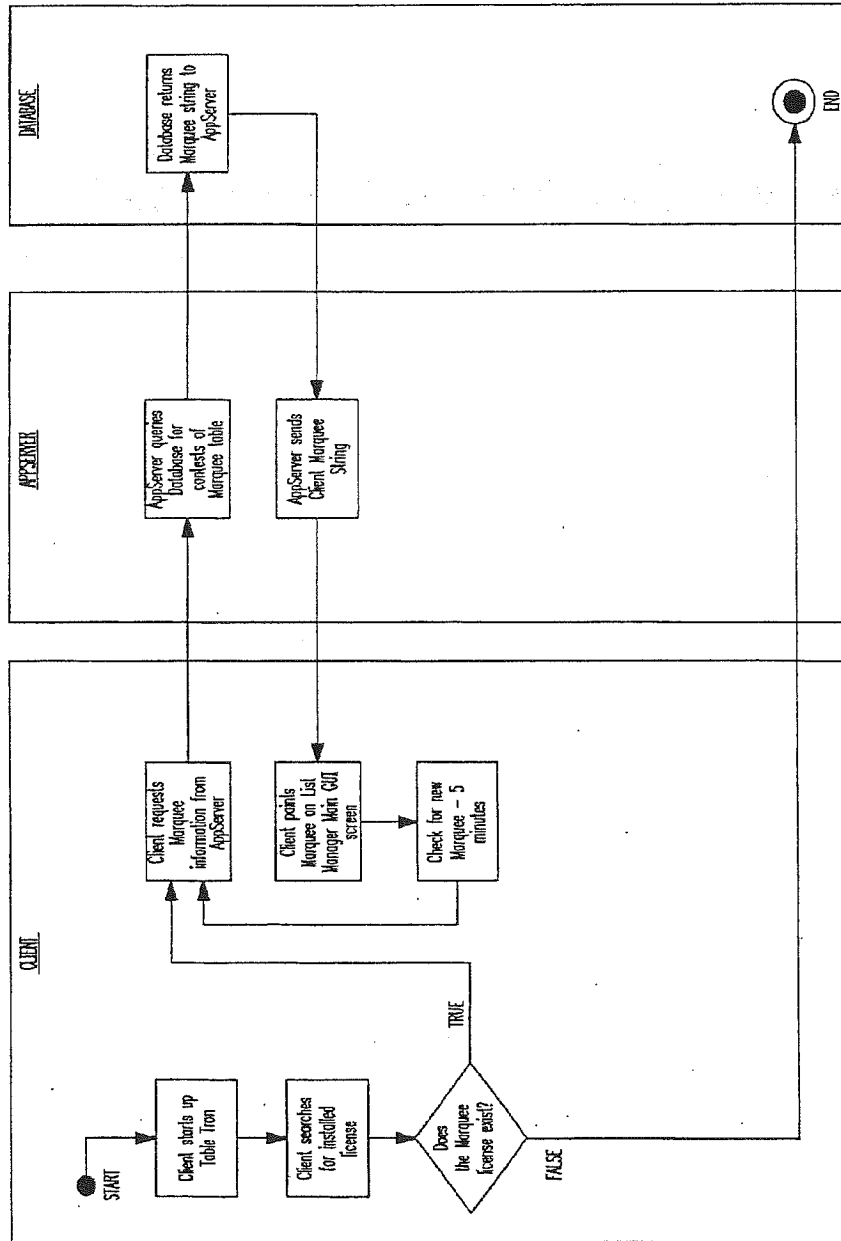 CLIENT
START
Client starts up
Table Tron
Client searches
for installed
license
Does
the Marquee
license exist?
TRUE
FALSE
Client requests
Marquee
information from
AppServer
Client paints
Marquee on List
Manager Main GUI
screen
Check for new
Marquee - 5
minutes
APPSERVER
AppServer queries
Database for
contests of
Marquee table
AppServer sends
Client Marquee
String
DATABASE
Database returns
Marquee string to
AppServer
END